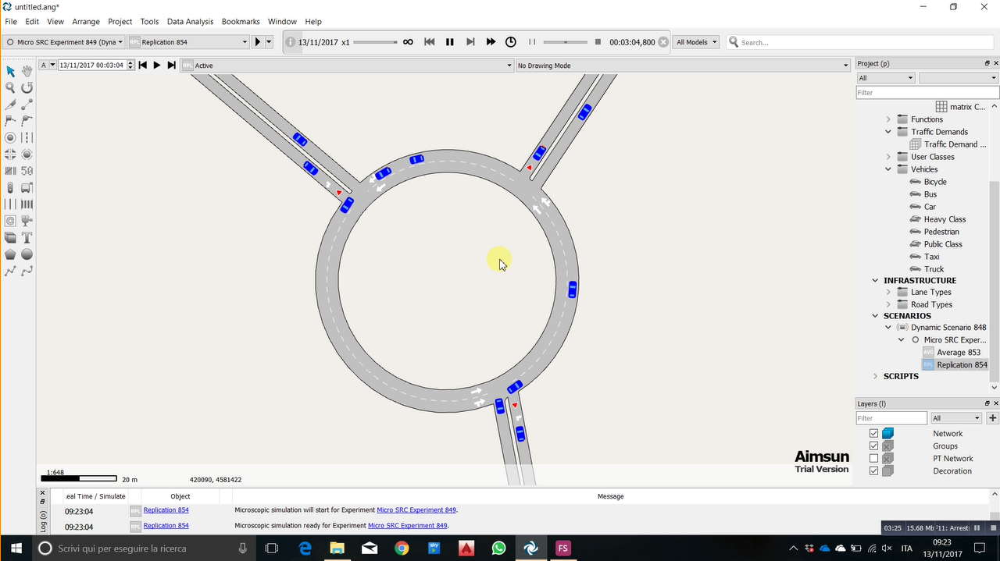 untitled.ang*
File Edit View Arrange Project Tools Data Analysis Bookmarks Window Help
Micro SRC Experiment 849 (Dyna RPL Replication 854 13/11/2017 x1 00:03:04,800 All Models Search...
A 13/11/2017 00:03:04 RPL Active No Drawing Mode
Project (p)
All
Filter
matrix C...
Functions
Traffic Demands
Traffic Demand ...
User Classes
Vehicles
Bicycle
Bus
Car
Heavy Class
Pedestrian
Public Class
Taxi
Truck
INFRASTRUCTURE
Lane Types
Road Types
SCENARIOS
Dynamic Scenario 848
Micro SRC Exper...
AVG Average 853
RPL Replication 854
SCRIPTS
50
C
T
Layers (l)
Filter All
Network
Groups
PT Network
Decoration
Aimsun
Trial Version
1:648
20 m 420090, 4581422
Log (o)
.eal Time / Simulate Object Message
09:23:04 RPL Replication 854 Microscopic simulation will start for Experiment Micro SRC Experiment 849.
09:23:04 RPL Replication 854 Microscopic simulation ready for Experiment Micro SRC Experiment 849.
03:25 15.68 Mb
Scrivi qui per eseguire la ricerca
sky
FS
ITA
09:23
13/11/2017